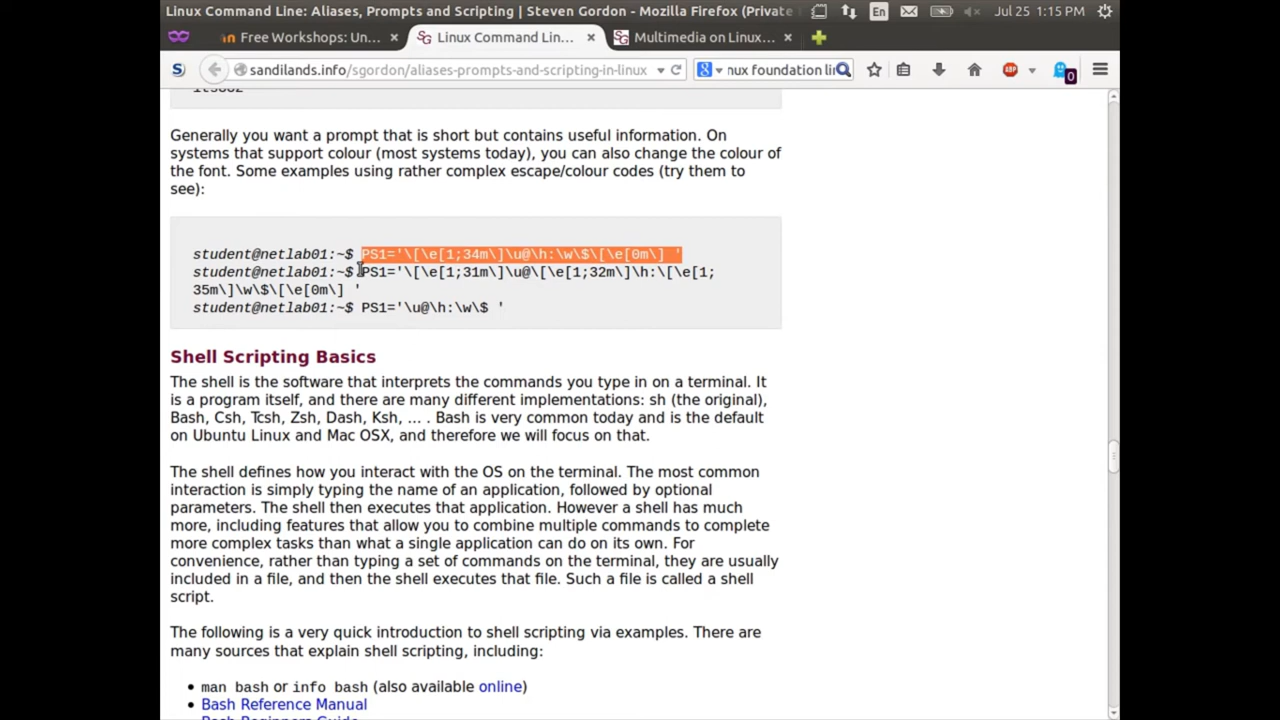 Linux Command Line: Aliases, Prompts and Scripting | Steven Gordon - Mozilla Firefox (Private
En
Jul 25 1:15 PM
Free Workshops: Un...
Linux Command Lin...
Multimedia on Linux...
sandilands.info/sgordon/aliases-prompts-and-scripting-in-linux
nux foundation lin
0
Generally you want a prompt that is short but contains useful information. On
systems that support colour (most systems today), you can also change the colour of
the font. Some examples using rather complex escape/colour codes (try them to
see):
student@netlab01:~$ PS1='\[\e[1;34m\]\u@\h:\w\$\[\e[0m\] '
student@netlab01:~$ PS1='\[\e[1;31m\]\u@\[\e[1;32m\]\h:\[\e[1;
35m\]\w\$\[\e[0m\] '
student@netlab01:~$ PS1='\u@\h:\w\$ '
Shell Scripting Basics
The shell is the software that interprets the commands you type in on a terminal. It
is a program itself, and there are many different implementations: sh (the original),
Bash, Csh, Tcsh, Zsh, Dash, Ksh, ... . Bash is very common today and is the default
on Ubuntu Linux and Mac OSX, and therefore we will focus on that.
The shell defines how you interact with the OS on the terminal. The most common
interaction is simply typing the name of an application, followed by optional
parameters. The shell then executes that application. However a shell has much
more, including features that allow you to combine multiple commands to complete
more complex tasks than what a single application can do on its own. For
convenience, rather than typing a set of commands on the terminal, they are usually
included in a file, and then the shell executes that file. Such a file is called a shell
script.
The following is a very quick introduction to shell scripting via examples. There are
many sources that explain shell scripting, including:
• man bash or info bash (also available online)
• Bash Reference Manual
• Bash Beginners Guide